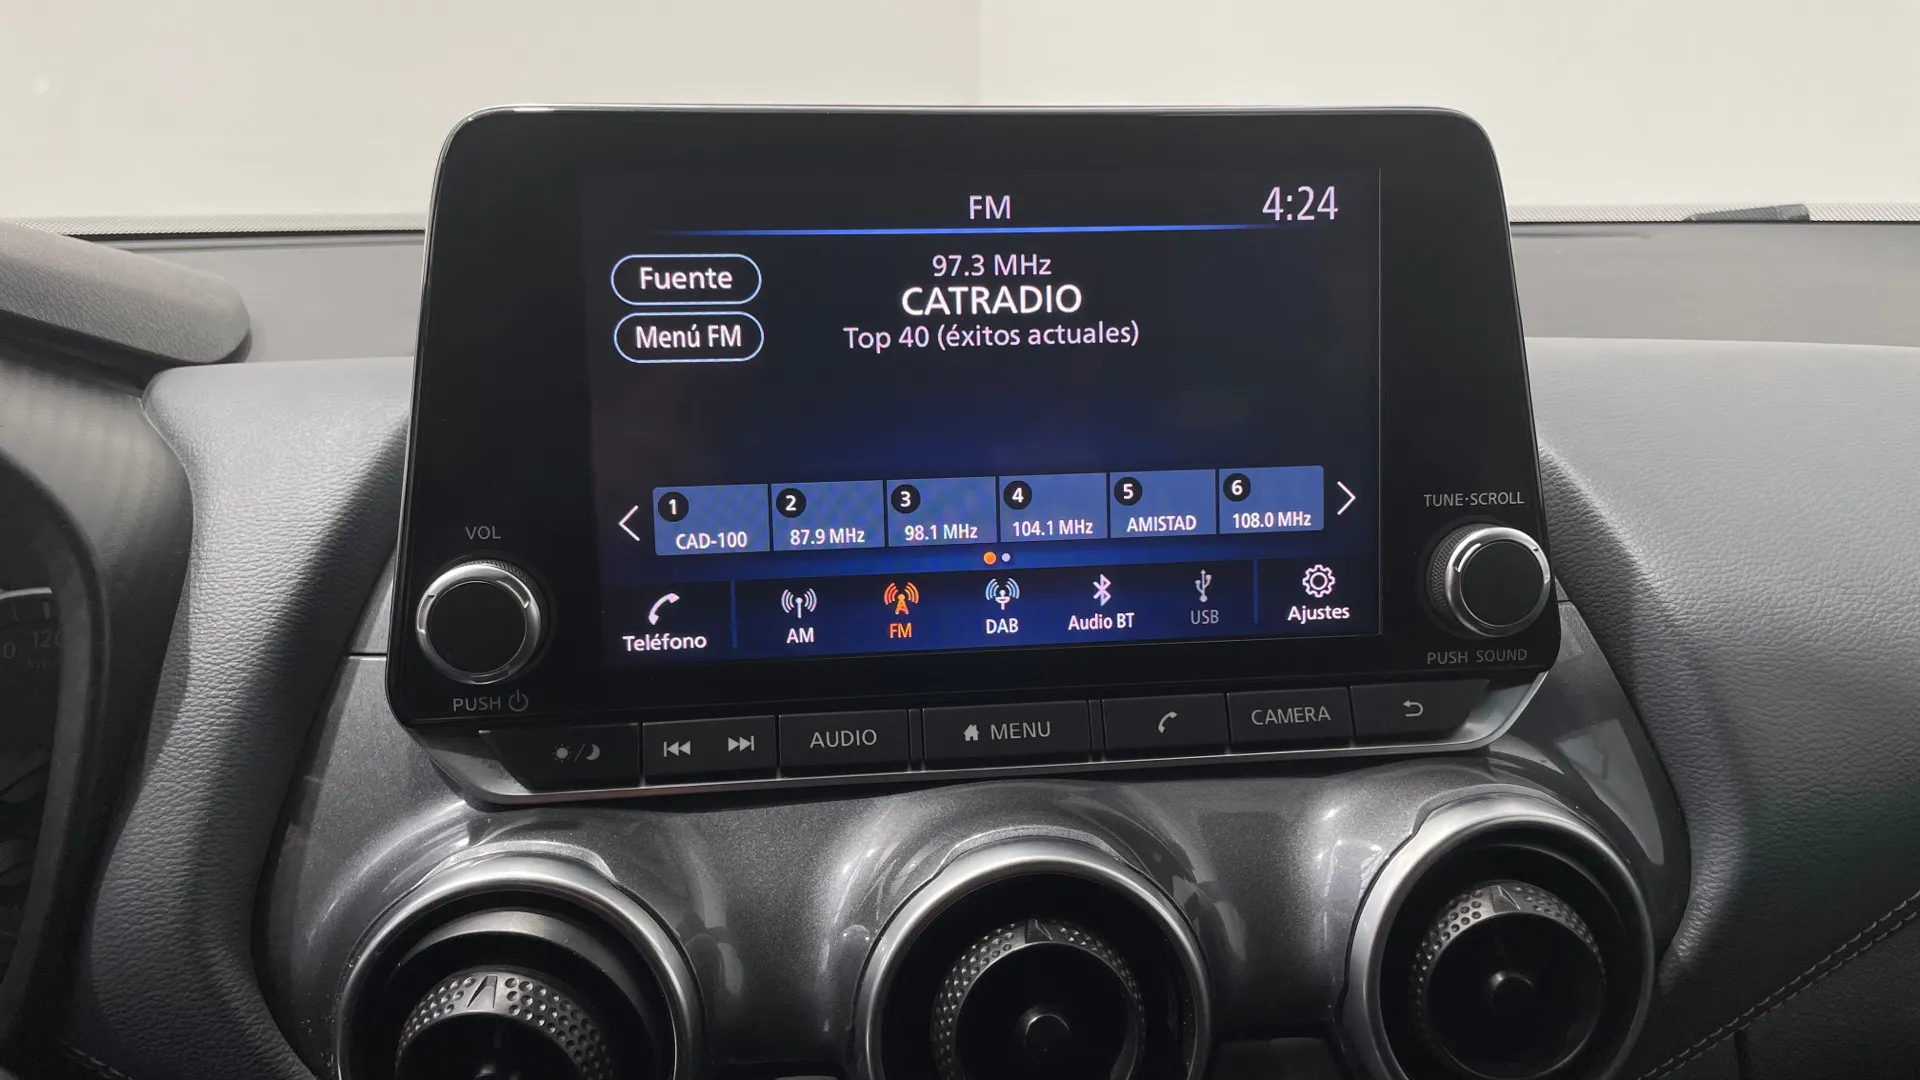 FM
4:24
Fuente
97.3 MHz
CATRADIO
Menú FM
Top 40 (éxitos actuales)
1
2
3
4
5
6
CAD-100
87.9 MHz
98.1 MHz
104.1 MHz
AMISTAD
108.0 MHz
Teléfono
AM
FM
DAB
Audio BT
USB
Ajustes
VOL
PUSH
TUNE·SCROLL
PUSH SOUND
AUDIO
MENU
CAMERA